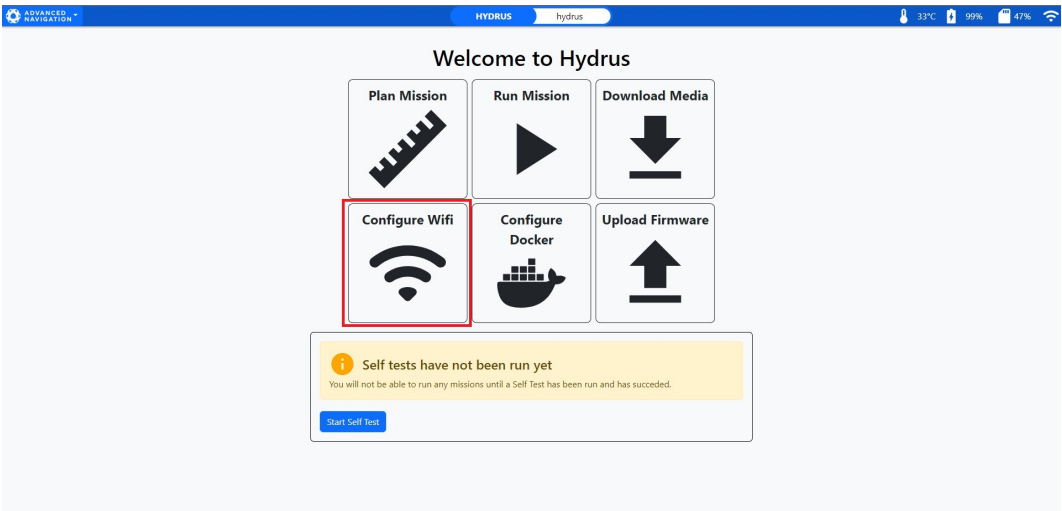 ADVANCED
NAVIGATION
HYDRUS hydrus
33°C 99% 47%
Welcome to Hydrus
Plan Mission Run Mission Download Media
Configure Wifi Configure Docker Upload Firmware
Self tests have not been run yet
You will not be able to run any missions until a Self Test has been run and has succeded.
Start Self Test